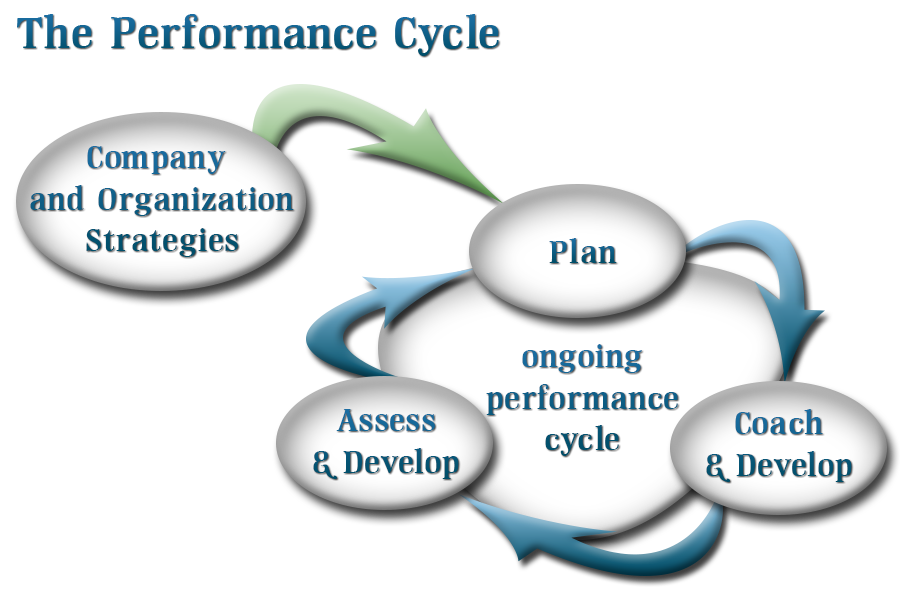 The Performance Cycle
Company
and Organization
Strategies
Plan
ongoing
performance
cycle
Assess
& Develop
Coach
& Develop